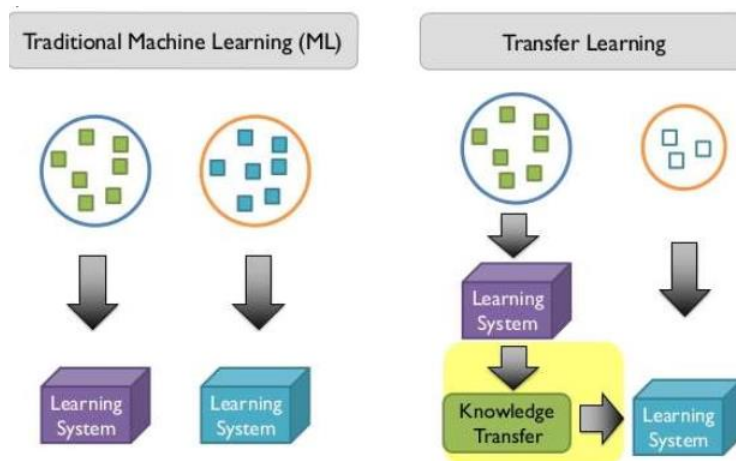 Traditional Machine Learning (ML)
Transfer Learning
Learning
System
Learning
System
Learning
System
Knowledge
Transfer
Learning
System